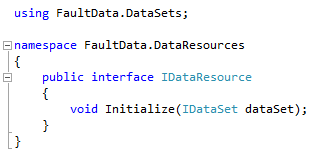 using FaultData.DataSets;
namespace FaultData.DataResources
{
    public interface IDataResource
    {
        void Initialize(IDataSet dataSet);
    }
}